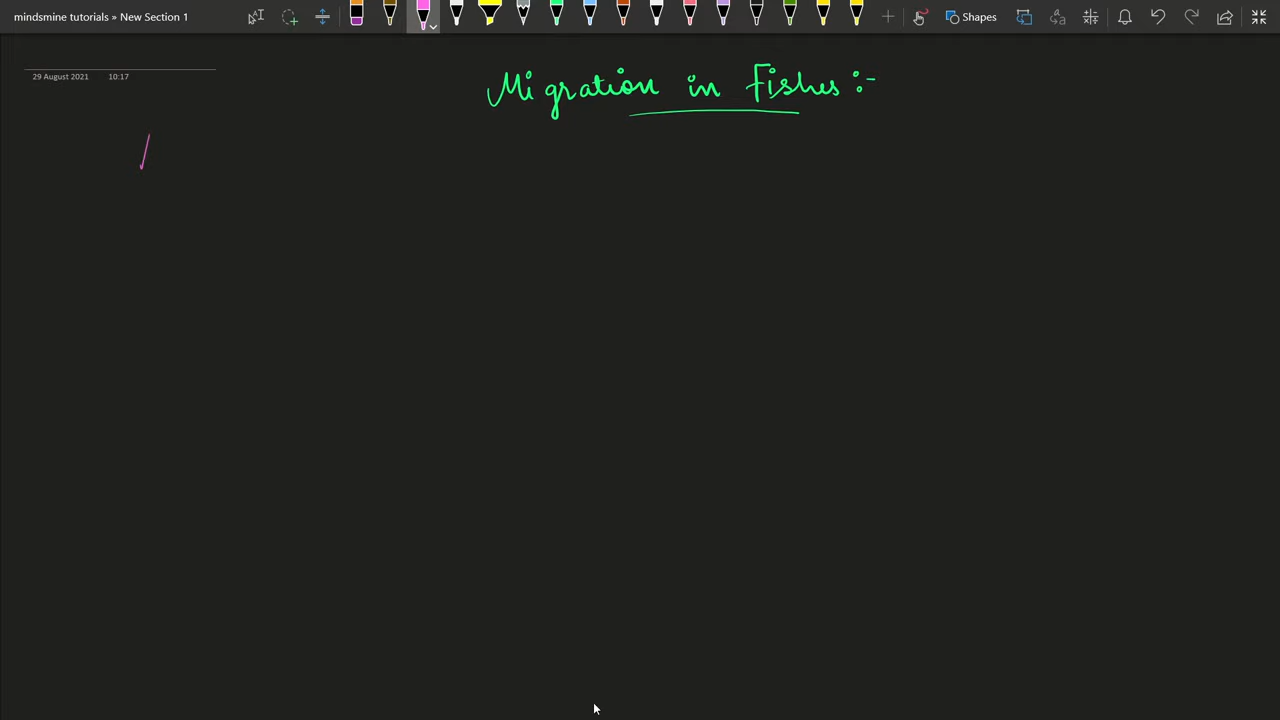 mindsmine tutorials » New Section 1
Shapes
29 August 2021 10:17
Migration in Fishes :-